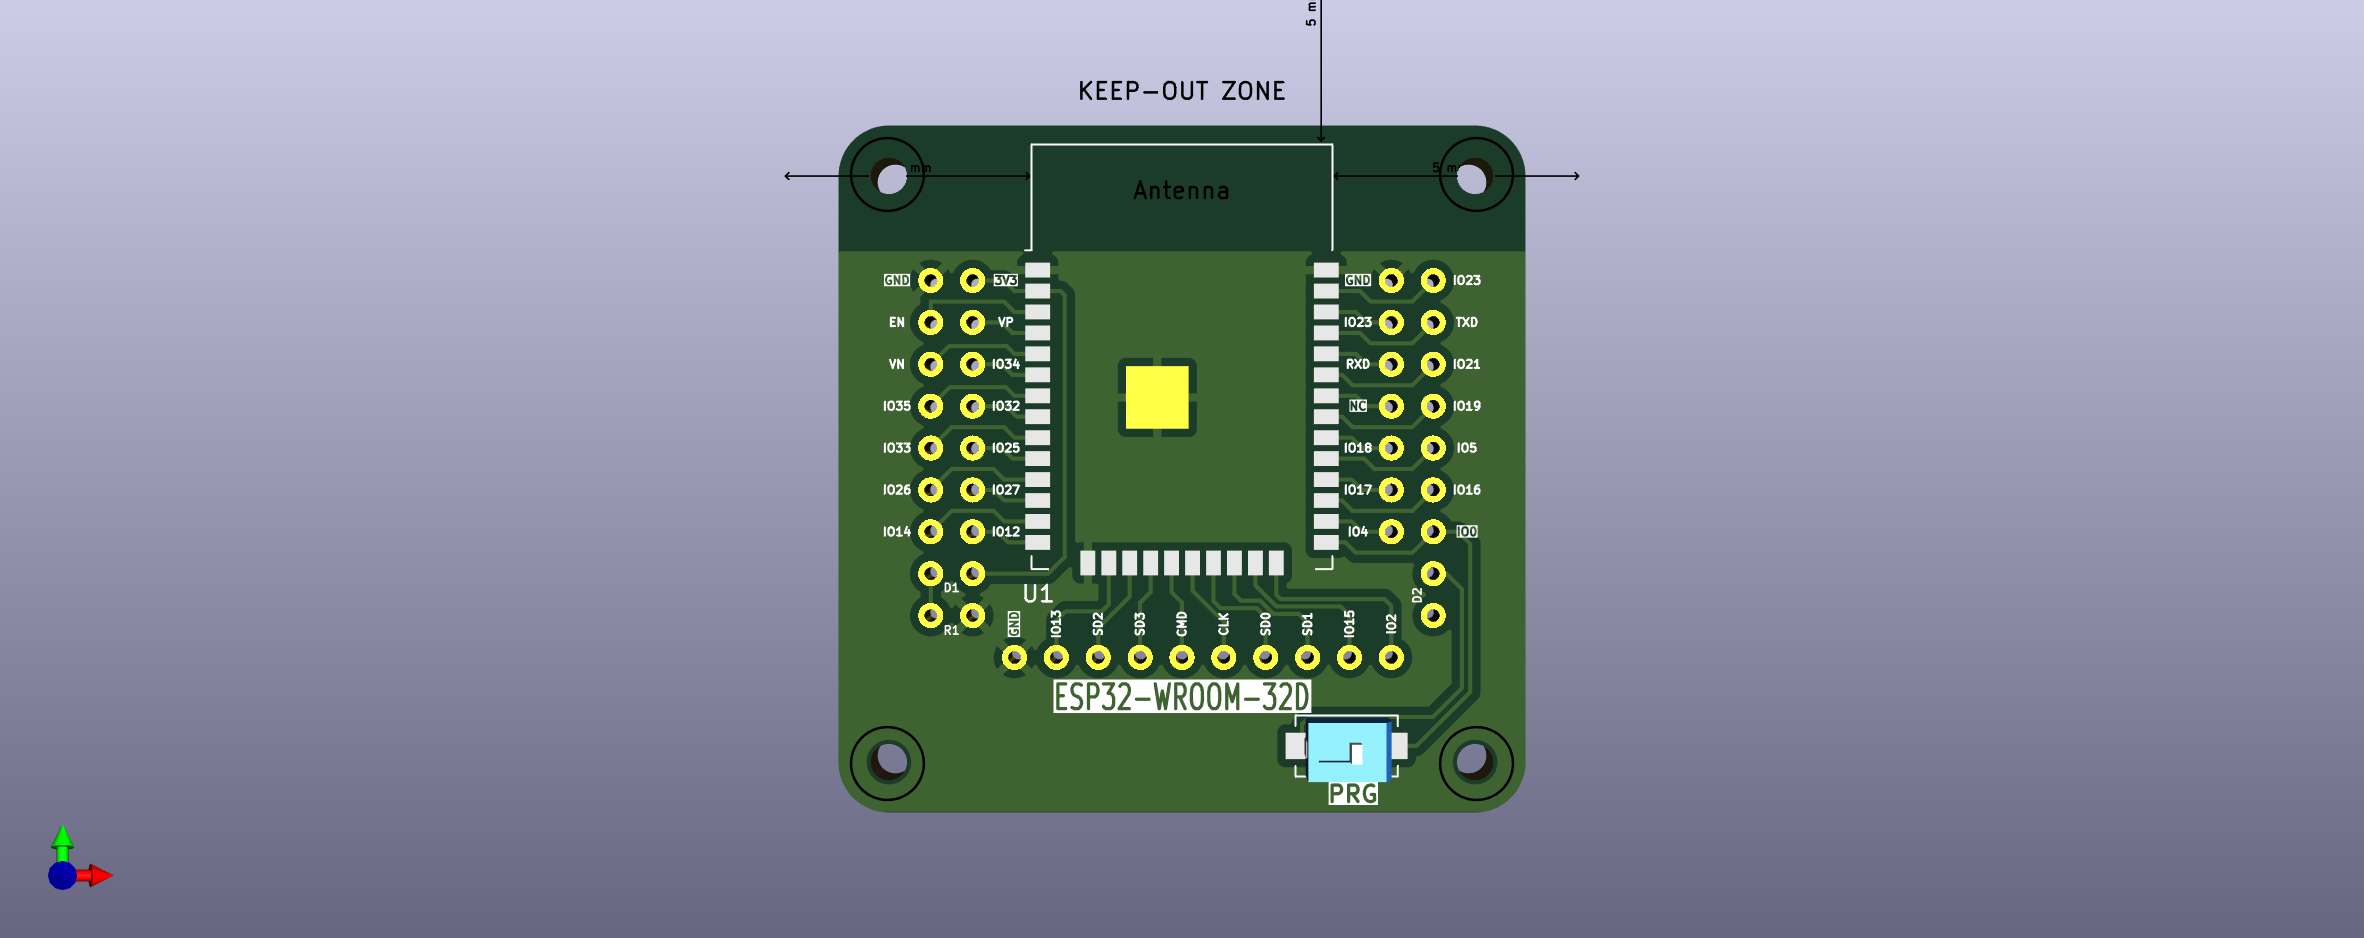 5 m
KEEP-OUT ZONE
mm
5 m
Antenna
GND 3V3 GND IO23
EN VP IO23 TXD
VN IO34 RXD IO21
IO35 IO32 NC IO19
IO33 IO25 IO18 IO5
IO26 IO27 IO17 IO16
IO14 IO12 IO4 IO0
D1
U1
D2
R1
GND IO13 SD2 SD3 CMD CLK SD0 SD1 IO15 IO2
ESP32-WROOM-32D
PRG